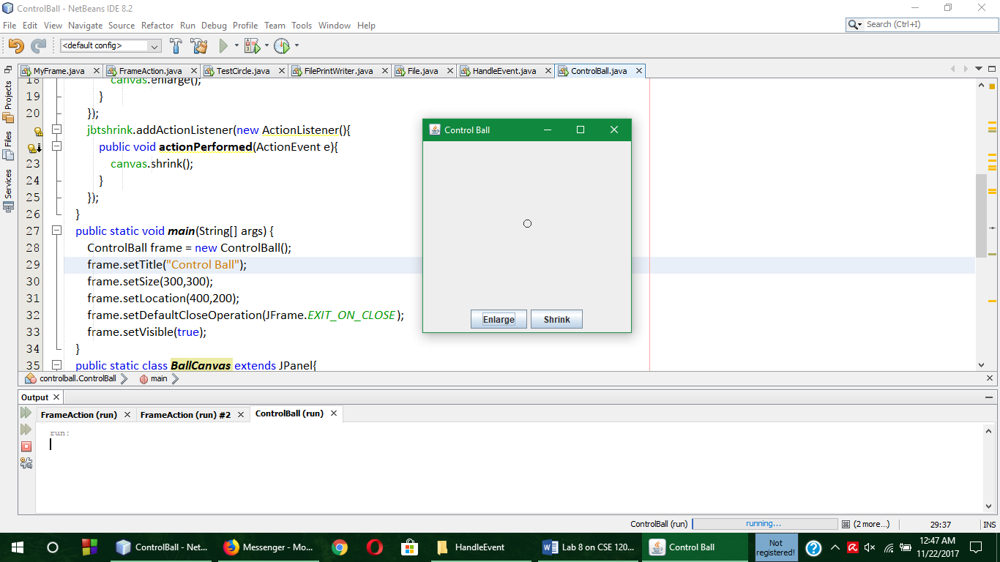 ControlBall - NetBeans IDE 8.2
File Edit View Navigate Source Refactor Run Debug Profile Team Tools Window Help
Search (Ctrl+I)
<default config>
MyFrame.java FrameAction.java TestCircle.java FilePrintWriter.java File.java HandleEvent.java ControlBall.java
Projects
Files
Services
18 canvas.enlarge();
19 }
20 });
jbtshrink.addActionListener(new ActionListener(){
public void actionPerformed(ActionEvent e){
23 canvas.shrink();
24 }
25 });
26 }
27 public static void main(String[] args) {
28 ControlBall frame = new ControlBall();
29 frame.setTitle("Control Ball");
30 frame.setSize(300,300);
31 frame.setLocation(400,200);
32 frame.setDefaultCloseOperation(JFrame.EXIT_ON_CLOSE);
33 frame.setVisible(true);
34 }
35 public static class BallCanvas extends JPanel{
Control Ball
Enlarge Shrink
controlball.ControlBall main
Output
FrameAction (run) FrameAction (run) #2 ControlBall (run)
run:
ControlBall (run) running... (2 more...) 29:37 INS
ControlBall - Net... Messenger - Mo... HandleEvent Lab 8 on CSE 120... Control Ball
Not registered!
12:47 AM
11/22/2017